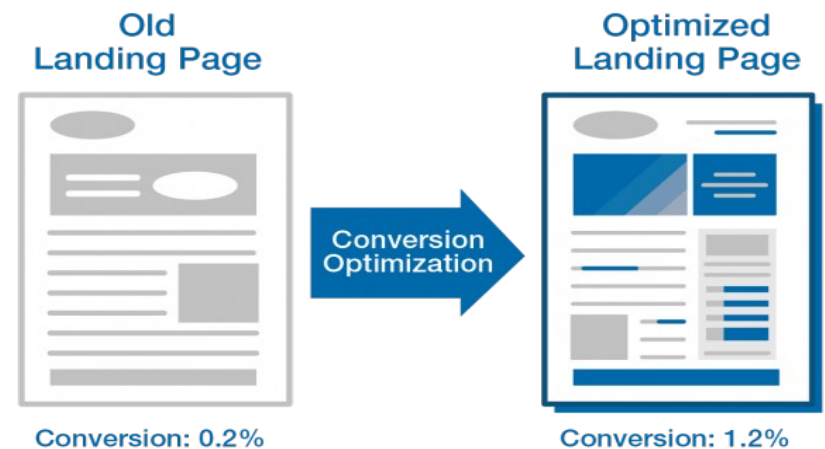 Old
Landing Page
Optimized
Landing Page
Conversion
Optimization
Conversion: 0.2%
Conversion: 1.2%